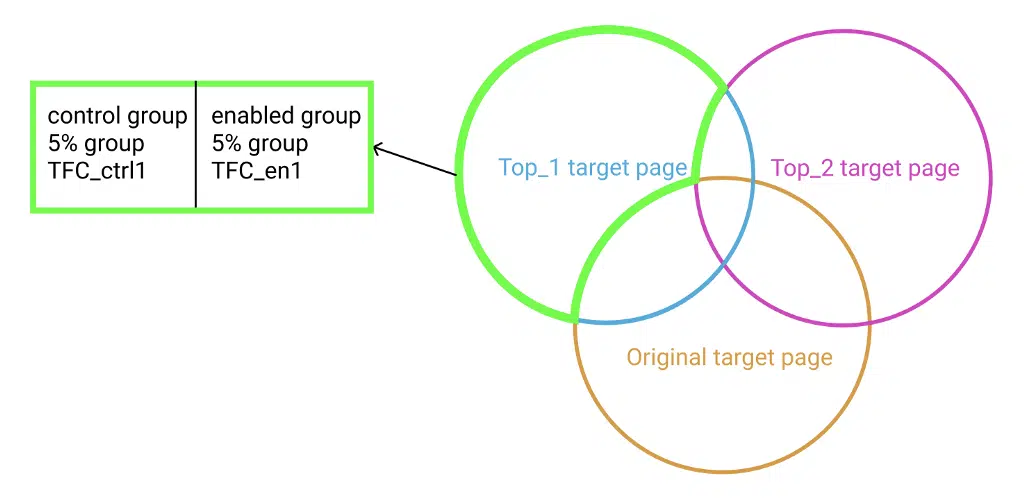 control group
5% group
TFC_ctrl1
enabled group
5% group
TFC_en1
Top_1 target page
Top_2 target page
Original target page